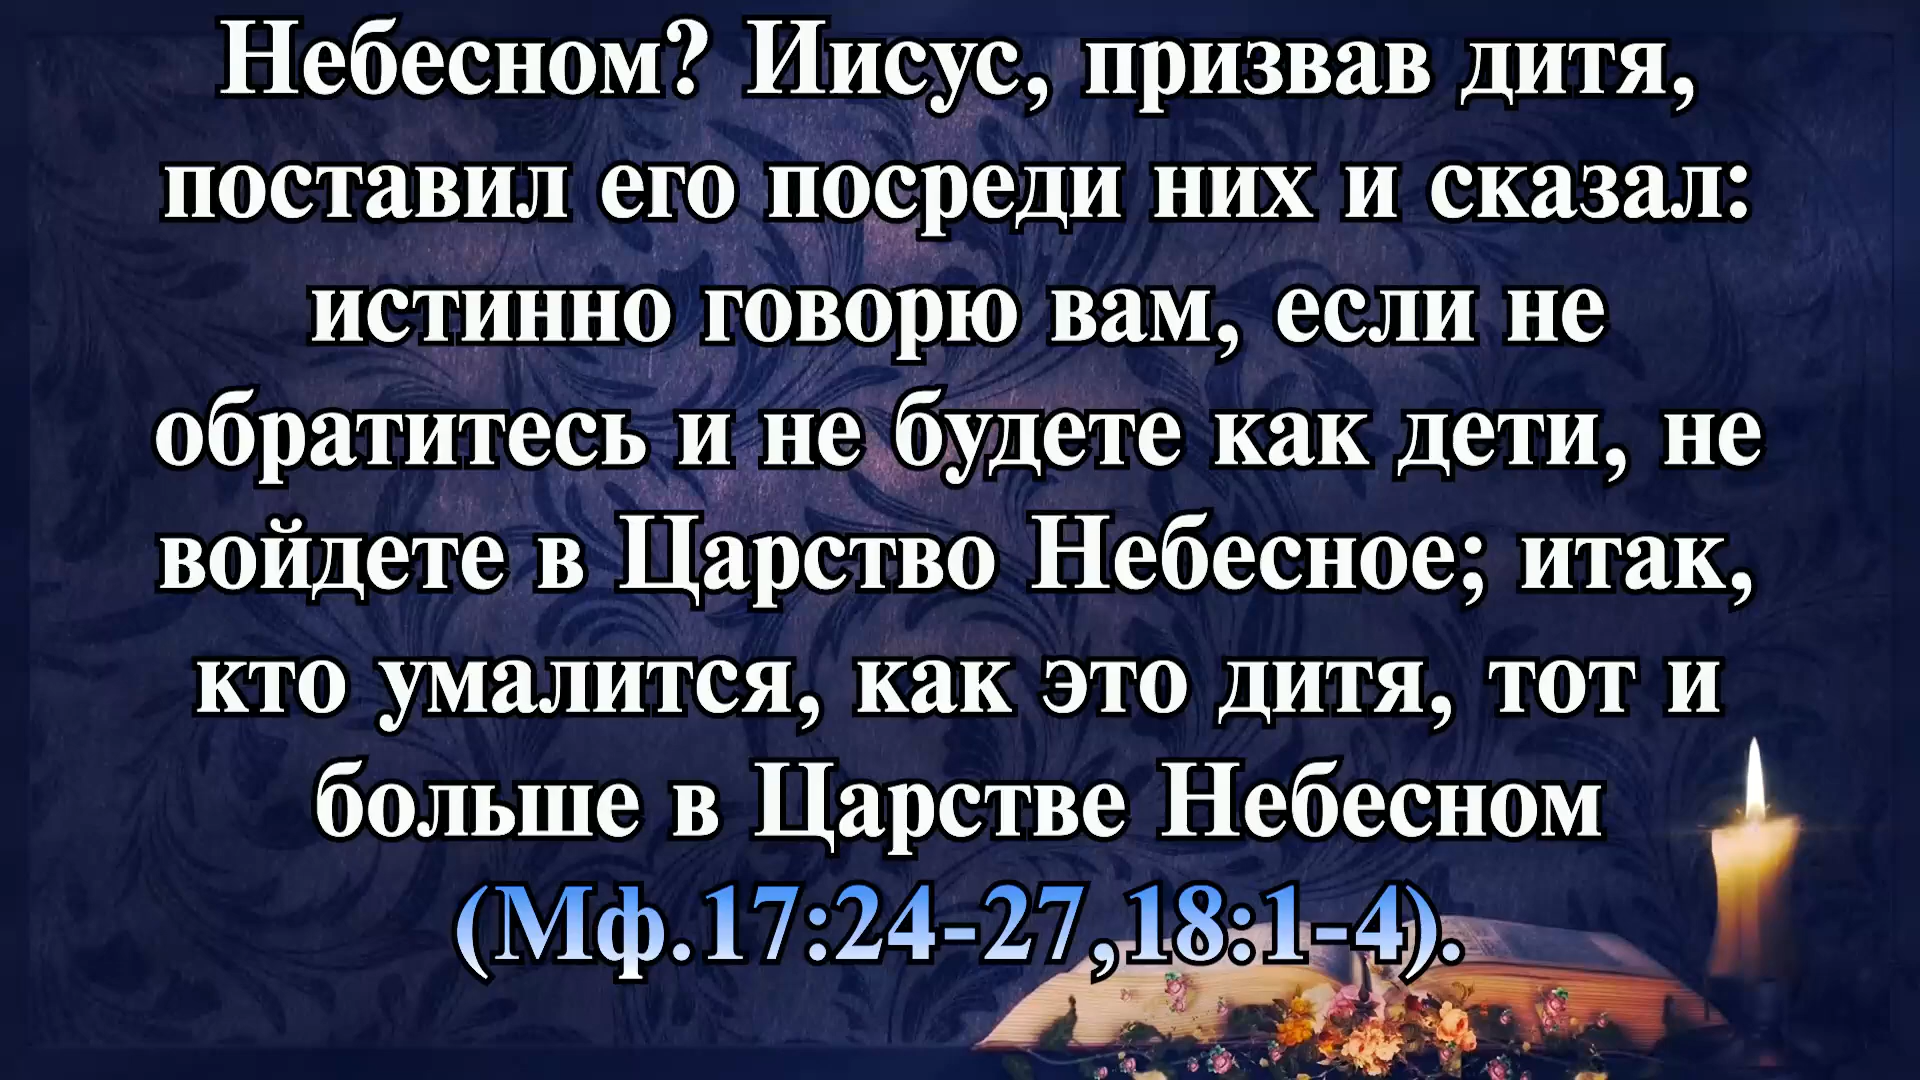 Небесном? Иисус, призвав дитя,
поставил его посреди них и сказал:
истинно говорю вам, если не
обратитесь и не будете как дети, не
войдете в Царство Небесное; итак,
кто умалится, как это дитя, тот и
больше в Царстве Небесном
(Мф.17:24-27,18:1-4).